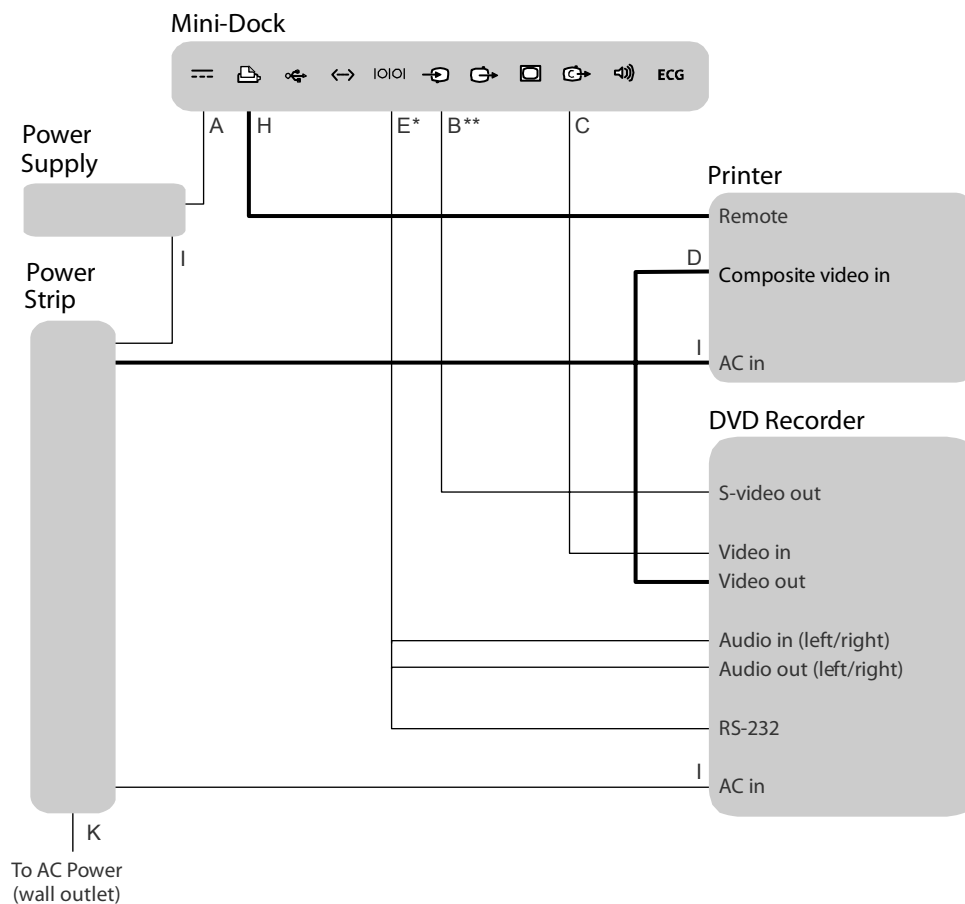 Mini-Dock
IOIOI
C
ECG
A
H
E*
B**
C
Power
Supply
Printer
Remote
I
D
Composite video in
Power
Strip
I
AC in
DVD Recorder
S-video out
Video in
Video out
Audio in (left/right)
Audio out (left/right)
RS-232
I
AC in
K
To AC Power
(wall outlet)